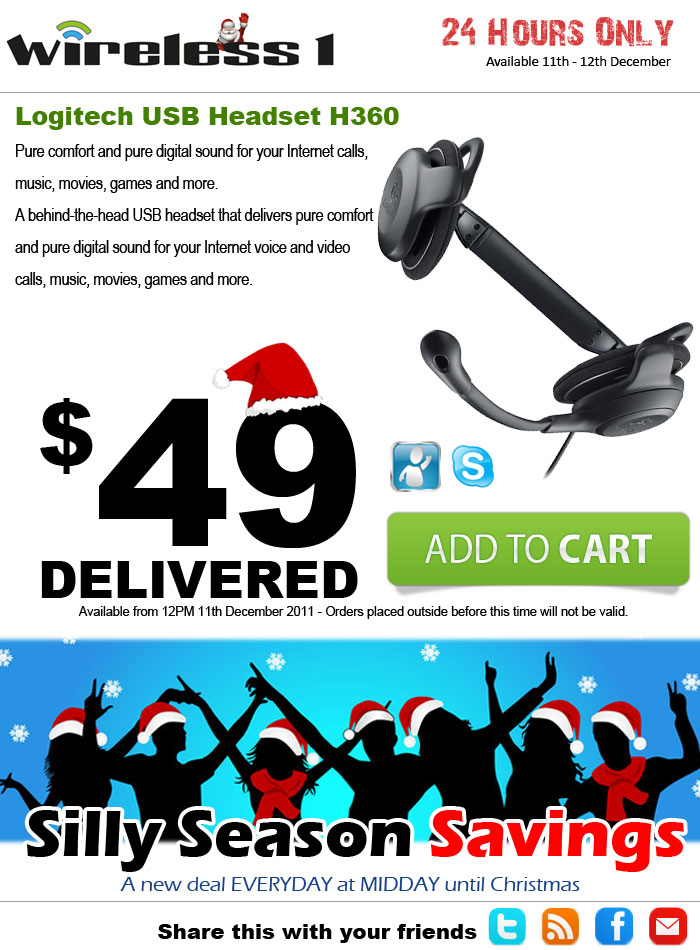 wireless 1
24 HOURS ONLY
Available 11th - 12th December
Logitech USB Headset H360
Pure comfort and pure digital sound for your Internet calls,
music, movies, games and more.
A behind-the-head USB headset that delivers pure comfort
and pure digital sound for your Internet voice and video
calls, music, movies, games and more.
$49
DELIVERED
S
ADD TO CART
Available from 12PM 11th December 2011 - Orders placed outside before this time will not be valid.
Silly Season Savings
A new deal EVERYDAY at MIDDAY until Christmas
Share this with your friends
t
f